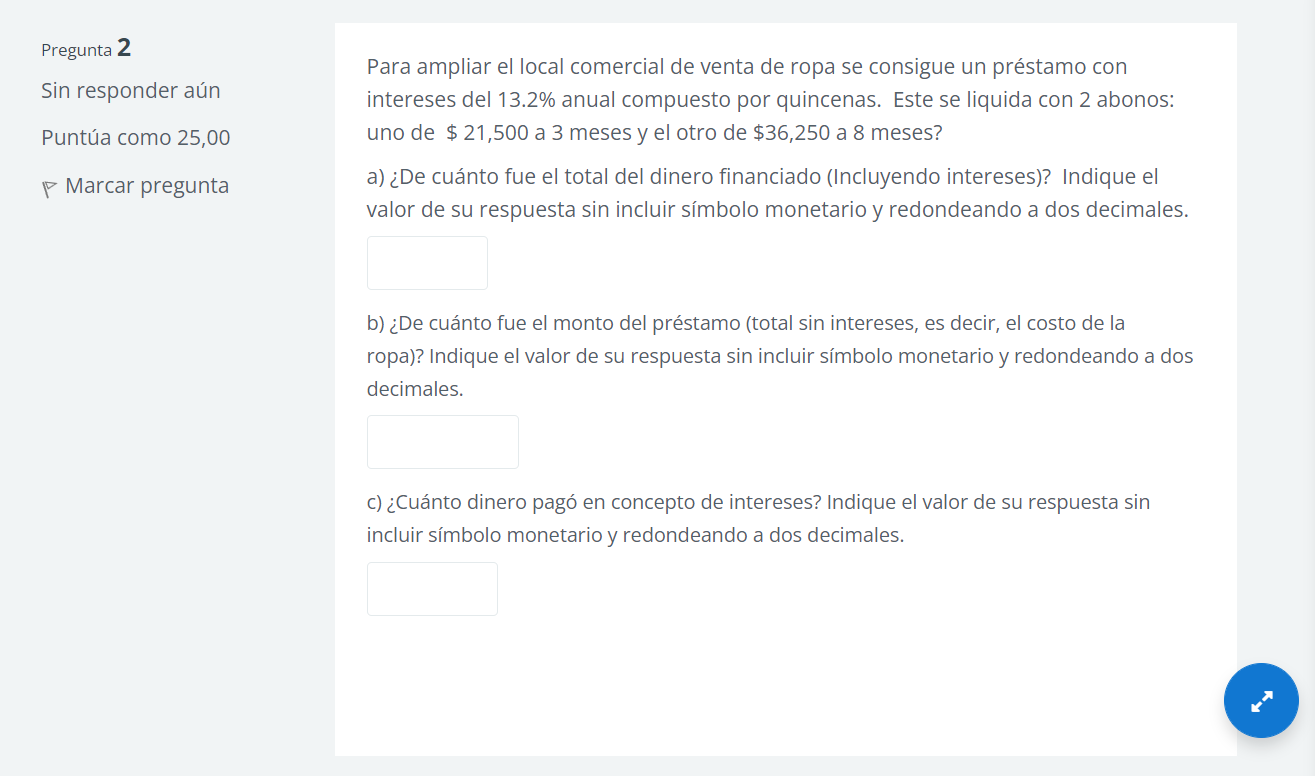 Pregunta 2
Sin responder aún
Puntúa como 25,00
Marcar pregunta
Para ampliar el local comercial de venta de ropa se consigue un préstamo con
intereses del 13.2% anual compuesto por quincenas.  Este se liquida con 2 abonos:
uno de  $ 21,500 a 3 meses y el otro de $36,250 a 8 meses?
a) ¿De cuánto fue el total del dinero financiado (Incluyendo intereses)?  Indique el
valor de su respuesta sin incluir símbolo monetario y redondeando a dos decimales.
b) ¿De cuánto fue el monto del préstamo (total sin intereses, es decir, el costo de la
ropa)? Indique el valor de su respuesta sin incluir símbolo monetario y redondeando a dos
decimales.
c) ¿Cuánto dinero pagó en concepto de intereses? Indique el valor de su respuesta sin
incluir símbolo monetario y redondeando a dos decimales.